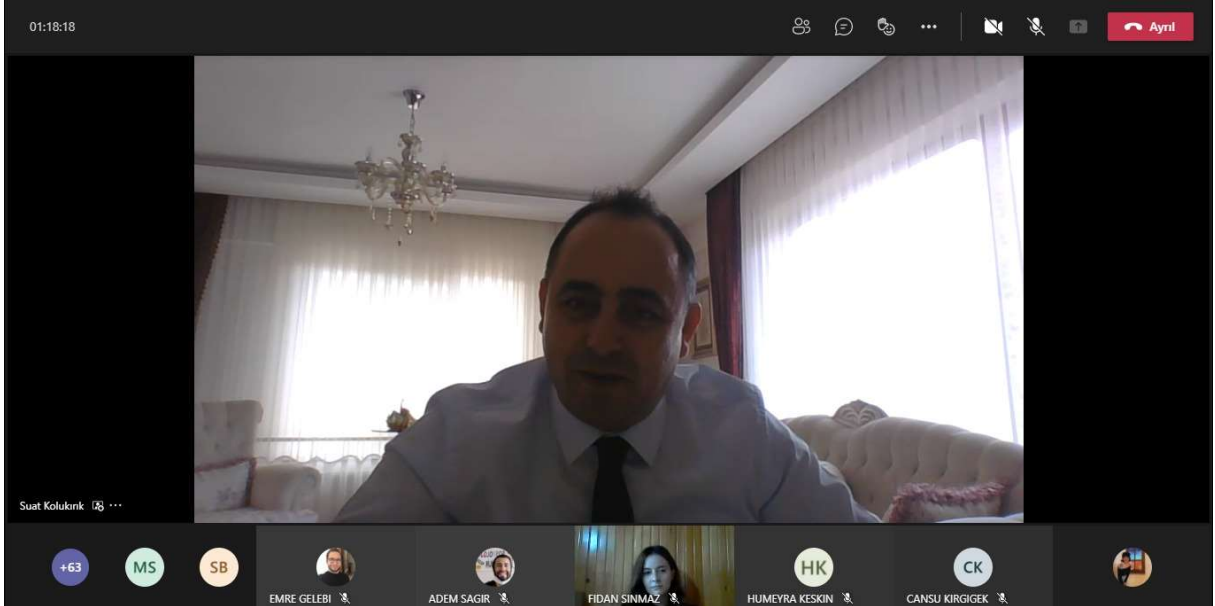 01:18:18
Ayrıl
Suat Kolukırık
+63
MS
SB
EMRE GELEBI
ADEM SAGIR
FIDAN SINMAZ
HK
HUMEYRA KESKIN
CK
CANSU KIRGIGEK